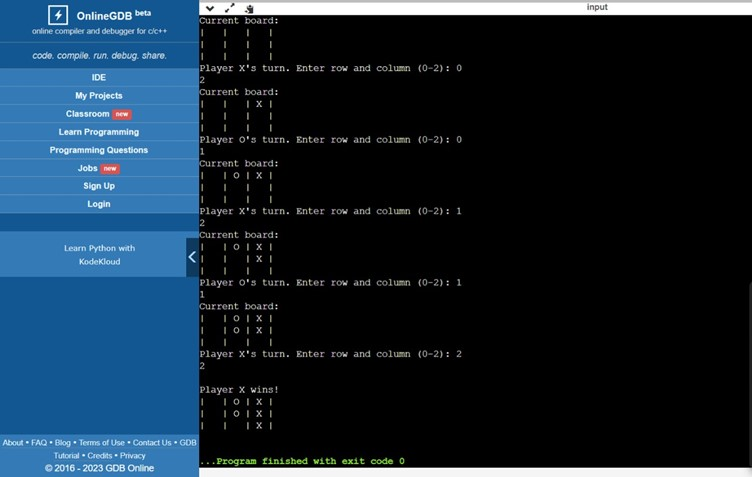 OnlineGDB beta
online compiler and debugger for c/c++
code. compile. run. debug. share.
IDE
My Projects
Classroom new
Learn Programming
Programming Questions
Jobs new
Sign Up
Login
Learn Python with
KodeKloud
About • FAQ • Blog • Terms of Use • Contact Us • GDB
Tutorial • Credits • Privacy
© 2016 - 2023 GDB Online
input
Current board:
|   |   |   |
|   |   |   |
|   |   |   |
Player X's turn. Enter row and column (0-2): 0
2
Current board:
|   |   | X |
|   |   |   |
|   |   |   |
Player O's turn. Enter row and column (0-2): 0
1
Current board:
|   | O | X |
|   |   |   |
|   |   |   |
Player X's turn. Enter row and column (0-2): 1
2
Current board:
|   | O | X |
|   |   | X |
|   |   |   |
Player O's turn. Enter row and column (0-2): 1
1
Current board:
|   | O | X |
|   | O | X |
|   |   |   |
Player X's turn. Enter row and column (0-2): 2
2
Player X wins!
|   | O | X |
|   | O | X |
|   |   | X |
...Program finished with exit code 0